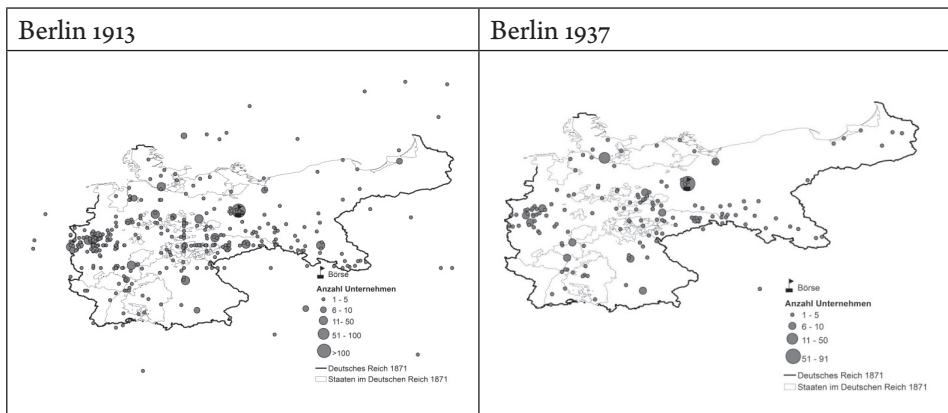 Berlin 1913
Berlin 1937
Börse
Anzahl Unternehmen
1 - 5
6 - 10
11- 50
51 - 100
>100
Deutsches Reich 1871
Staaten im Deutschen Reich 1871
Börse
Anzahl Unternehmen
1 - 5
6 - 10
11 - 50
51 - 91
Deutsches Reich 1871
Staaten im Deutschen Reich 1871